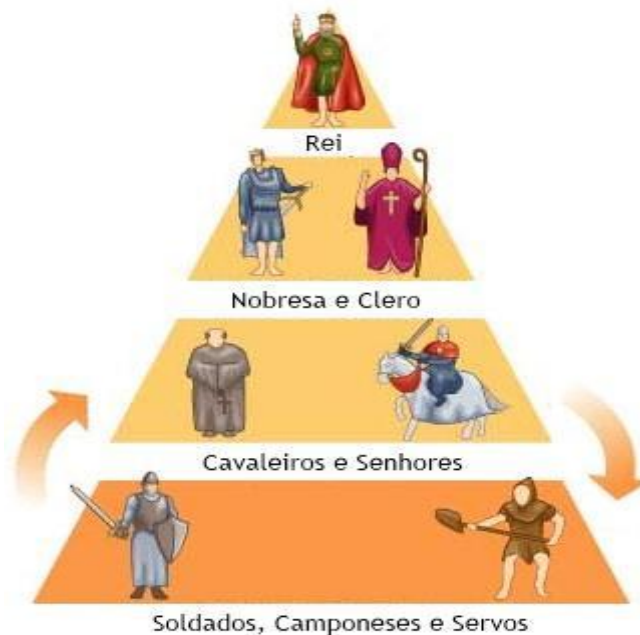 Rei
Nobresa e Clero
Cavaleiros e Senhores
Soldados, Camponeses e Servos